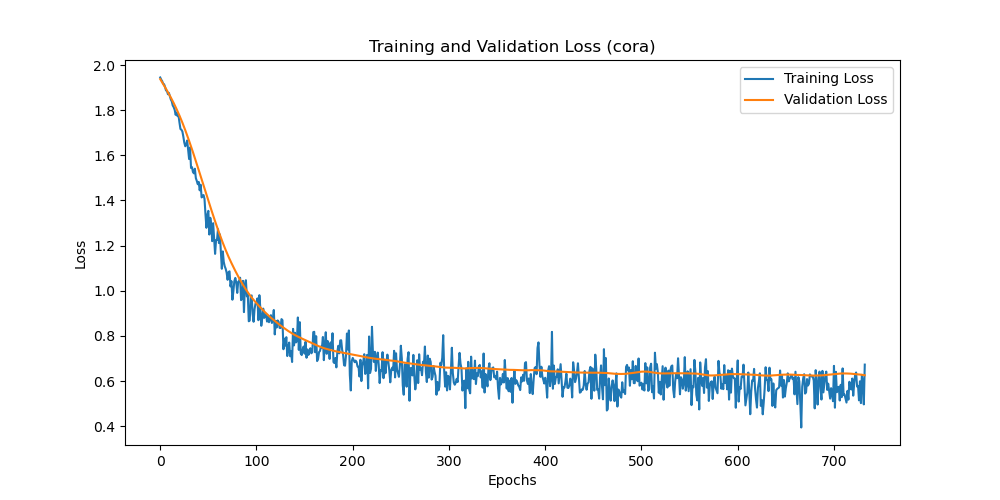 Training and Validation Loss (cora)
Training Loss
Validation Loss
Loss
2.0
1.8
1.6
1.4
1.2
1.0
0.8
0.6
0.4
0 100 200 300 400 500 600 700
Epochs